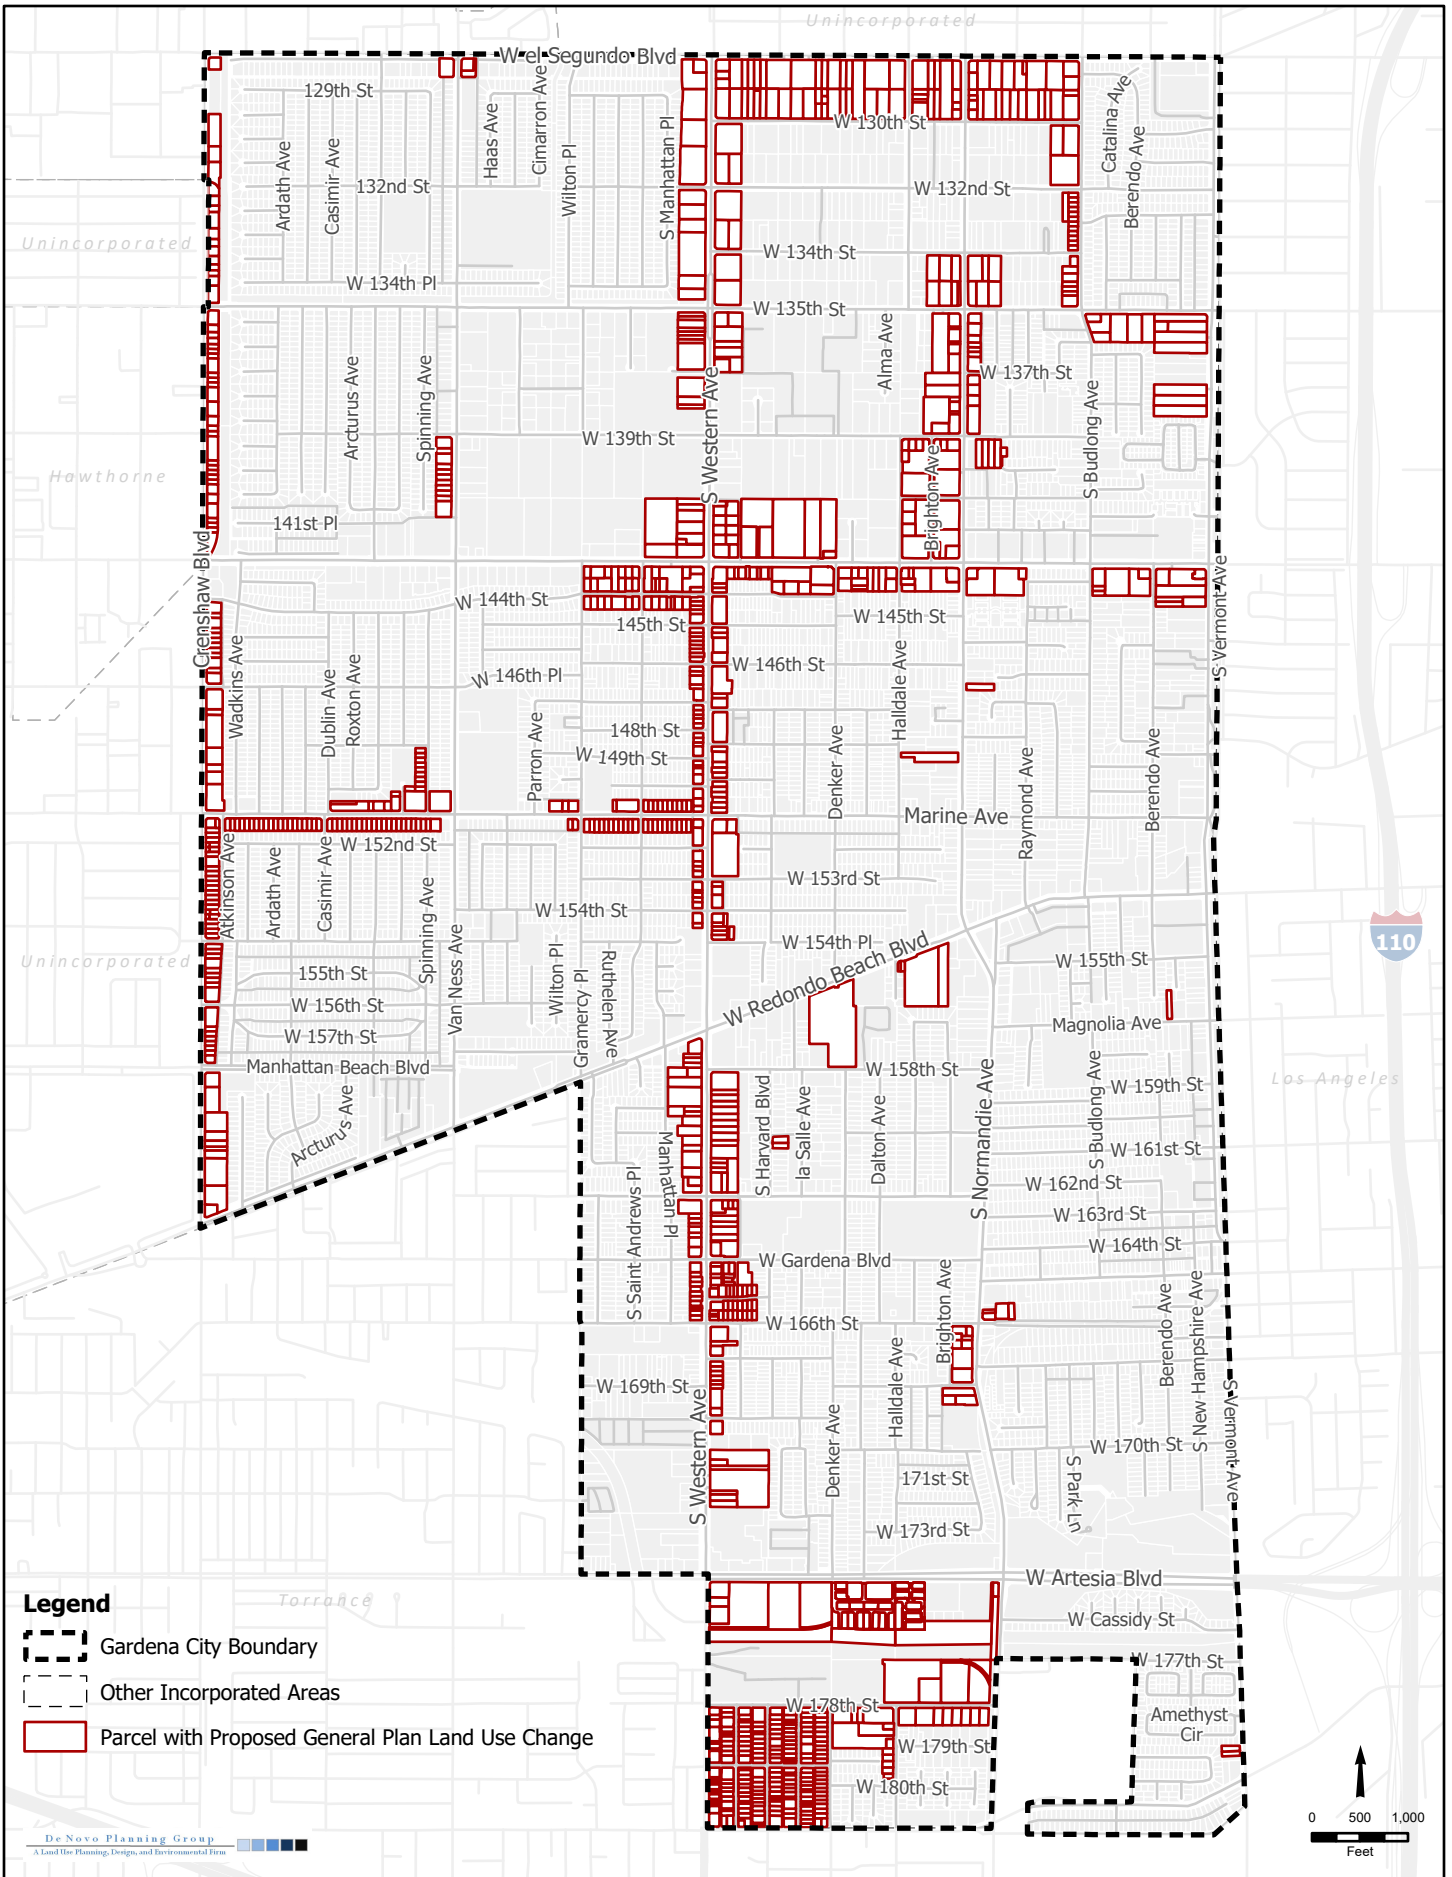 Unincorporated
W el Segundo Blvd
129th St
Haas Ave
Cimarron Ave
Wilton Pl
S Manhattan Pl
W 130th St
Catalina Ave
Berendo Ave
Ardath Ave
Casimir Ave
132nd St
W 132nd St
Unincorporated
W 134th St
W 134th Pl
W 135th St
Alma Ave
W 137th St
Arcturus Ave
Spinning Ave
S Western Ave
S Budlong Ave
W 139th St
Hawthorne
Brighton Ave
141st Pl
Crenshaw Blvd
S Vermont Ave
W 144th St
145th St
W 145th St
Wadkins Ave
W 146th St
W 146th Pl
Halldale Ave
Dublin Ave
Roxton Ave
Parron Ave
148th St
W 149th St
Denker Ave
Raymond Ave
Berendo Ave
Marine Ave
W 152nd St
Atkinson Ave
Ardath Ave
Casimir Ave
Spinning Ave
W 153rd St
W 154th St
W 154th Pl
110
Unincorporated
155th St
Van Ness Ave
Wilton Pl
Gramercy Pl
Ruthelen Ave
W Redondo Beach Blvd
W 155th St
W 156th St
W 157th St
Magnolia Ave
Manhattan Beach Blvd
W 158th St
Los Angeles
Arcturus Ave
S Harvard Blvd
la Salle Ave
Dalton Ave
S Normandie Ave
S Budlong Ave
W 159th St
W 161st St
Manhattan Pl
S Saint Andrews Pl
W 162nd St
W 163rd St
W 164th St
W Gardena Blvd
Brighton Ave
W 166th St
Halldale Ave
Berendo Ave
S New Hampshire Ave
W 169th St
S Vermont Ave
S Western Ave
Denker Ave
W 170th St
171st St
S Park Ln
W 173rd St
W Artesia Blvd
Torrance
W Cassidy St
W 177th St
W 178th St
Amethyst
Cir
W 179th St
W 180th St
Legend
Gardena City Boundary
Other Incorporated Areas
Parcel with Proposed General Plan Land Use Change
De Novo Planning Group
A Land Use Planning, Design, and Environmental Firm
0 500 1,000
Feet